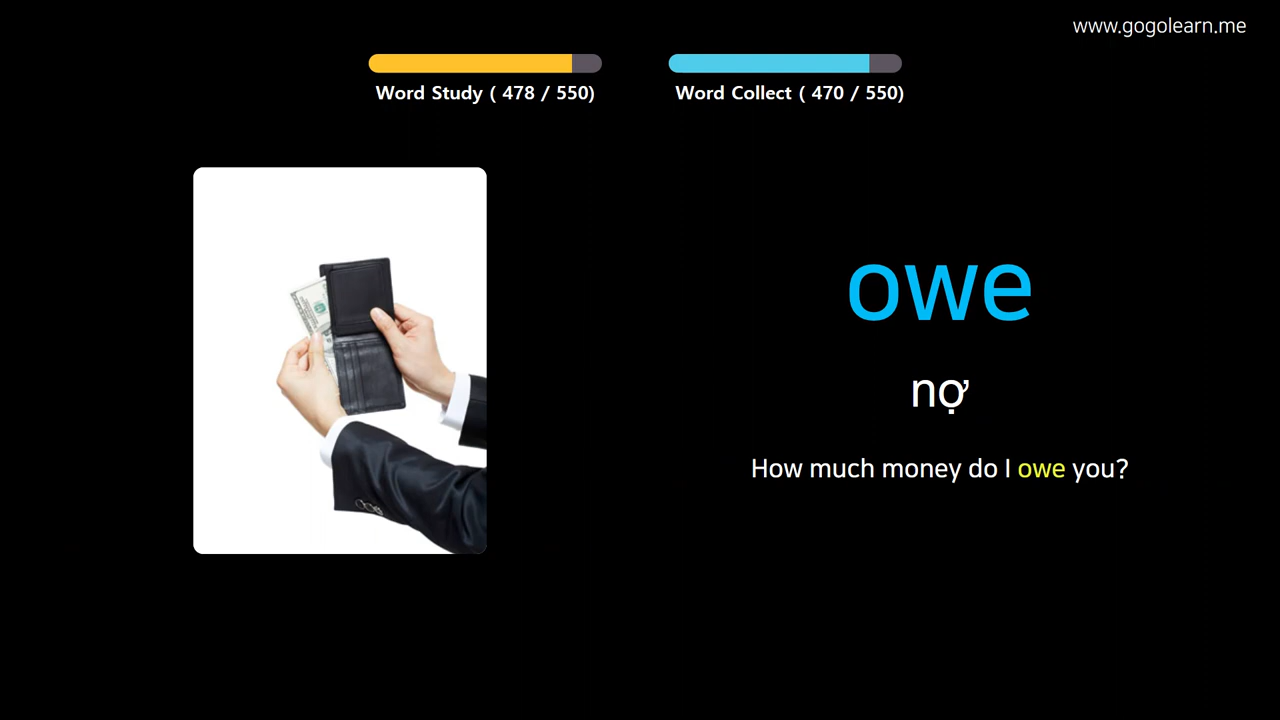 www.gogolearn.me
Word Study ( 478 / 550)
Word Collect ( 470 / 550)
owe
nợ
How much money do I owe you?